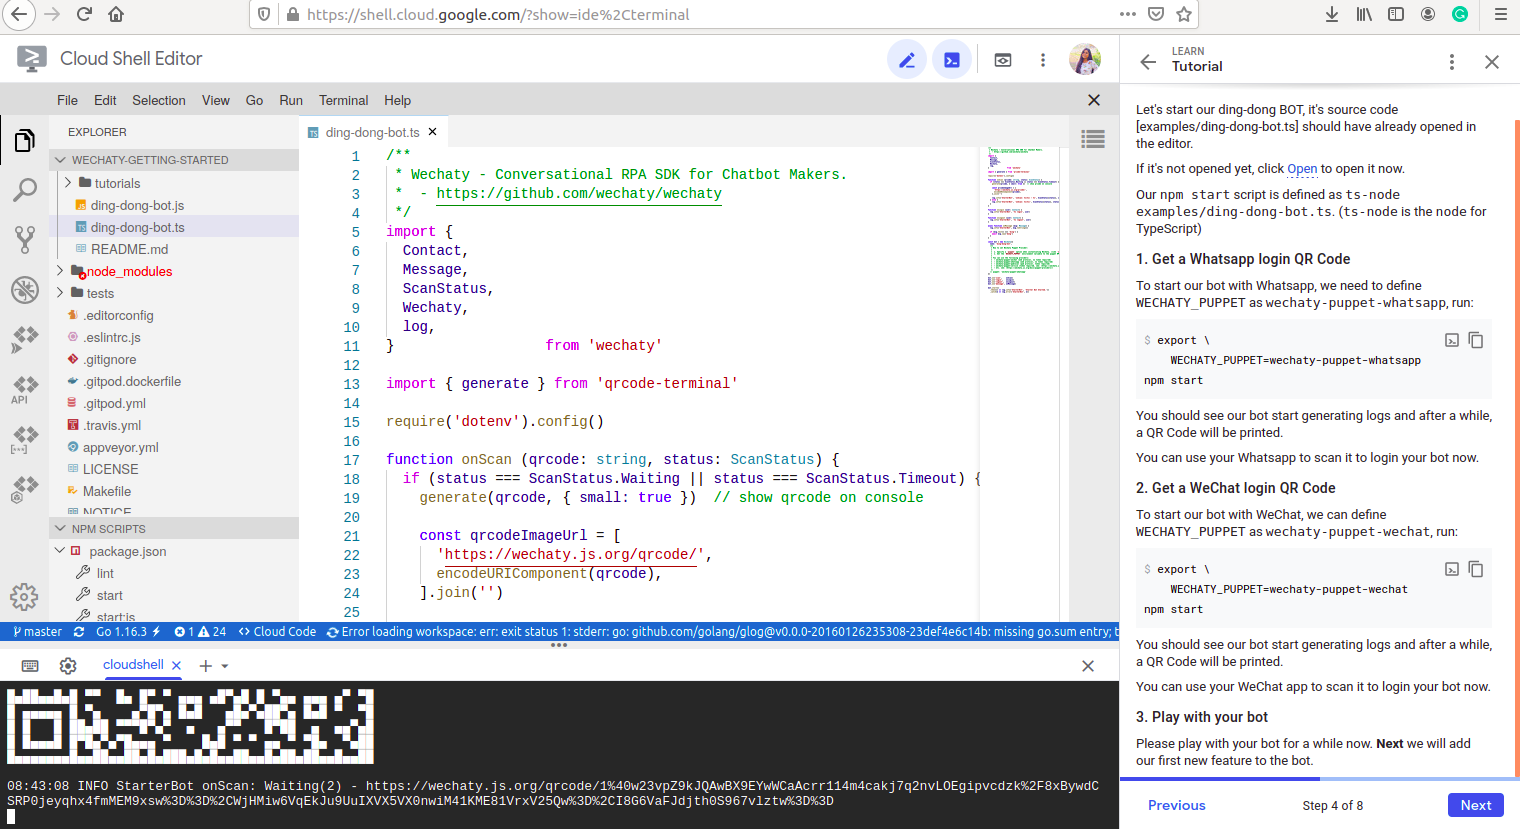 https://shell.cloud.google.com/?show=ide%2Cterminal
Cloud Shell Editor
File Edit Selection View Go Run Terminal Help
EXPLORER
WECHATY-GETTING-STARTED
tutorials
ding-dong-bot.js
ding-dong-bot.ts
README.md
node_modules
tests
.editorconfig
.eslintrc.js
.gitignore
.gitpod.dockerfile
.gitpod.yml
.travis.yml
appveyor.yml
LICENSE
Makefile
NOTICE
NPM SCRIPTS
package.json
lint
start
start:js
API
TS ding-dong-bot.ts
1 /**
2 * Wechaty - Conversational RPA SDK for Chatbot Makers.
3 * - https://github.com/wechaty/wechaty
4 */
5 import {
6 Contact,
7 Message,
8 ScanStatus,
9 Wechaty,
10 log,
11 } from 'wechaty'
12
13 import { generate } from 'qrcode-terminal'
14
15 require('dotenv').config()
16
17 function onScan (qrcode: string, status: ScanStatus) {
18 if (status === ScanStatus.Waiting || status === ScanStatus.Timeout) {
19 generate(qrcode, { small: true }) // show qrcode on console
20
21 const qrcodeImageUrl = [
22 'https://wechaty.js.org/qrcode/',
23 encodeURIComponent(qrcode),
24 ].join('')
25
master Go 1.16.3 1 24 Cloud Code Error loading workspace: err: exit status 1: stderr: go: github.com/golang/glog@v0.0.0-20160126235308-23def4e6c14b: missing go.sum entry; t
cloudshell
08:43:08 INFO StarterBot onScan: Waiting(2) - https://wechaty.js.org/qrcode/1%40w23vpZ9kJQAwBX9EYwWCaAcrr114m4cakj7q2nvLOEgipvcdzk%2F8xBywdC
SRP0jeyqhx4fmMEM9xsw%3D%3D%2CWjHMiw6VqEkJu9UuIXVX5VX0nwiM41KME81VrxV25Qw%3D%2CI8G6VaFJdjth0S967vlztw%3D%3D
LEARN
Tutorial
Let's start our ding-dong BOT, it's source code
[examples/ding-dong-bot.ts] should have already opened in
the editor.
If it's not opened yet, click Open to open it now.
Our npm start script is defined as ts-node
examples/ding-dong-bot.ts. (ts-node is the node for
TypeScript)
1. Get a Whatsapp login QR Code
To start our bot with Whatsapp, we need to define
WECHATY_PUPPET as wechaty-puppet-whatsapp, run:
$ export \
WECHATY_PUPPET=wechaty-puppet-whatsapp
npm start
You should see our bot start generating logs and after a while,
a QR Code will be printed.
You can use your Whatsapp to scan it to login your bot now.
2. Get a WeChat login QR Code
To start our bot with WeChat, we can define
WECHATY_PUPPET as wechaty-puppet-wechat, run:
$ export \
WECHATY_PUPPET=wechaty-puppet-wechat
npm start
You should see our bot start generating logs and after a while,
a QR Code will be printed.
You can use your WeChat app to scan it to login your bot now.
3. Play with your bot
Please play with your bot for a while now. Next we will add
our first new feature to the bot.
Previous Step 4 of 8 Next